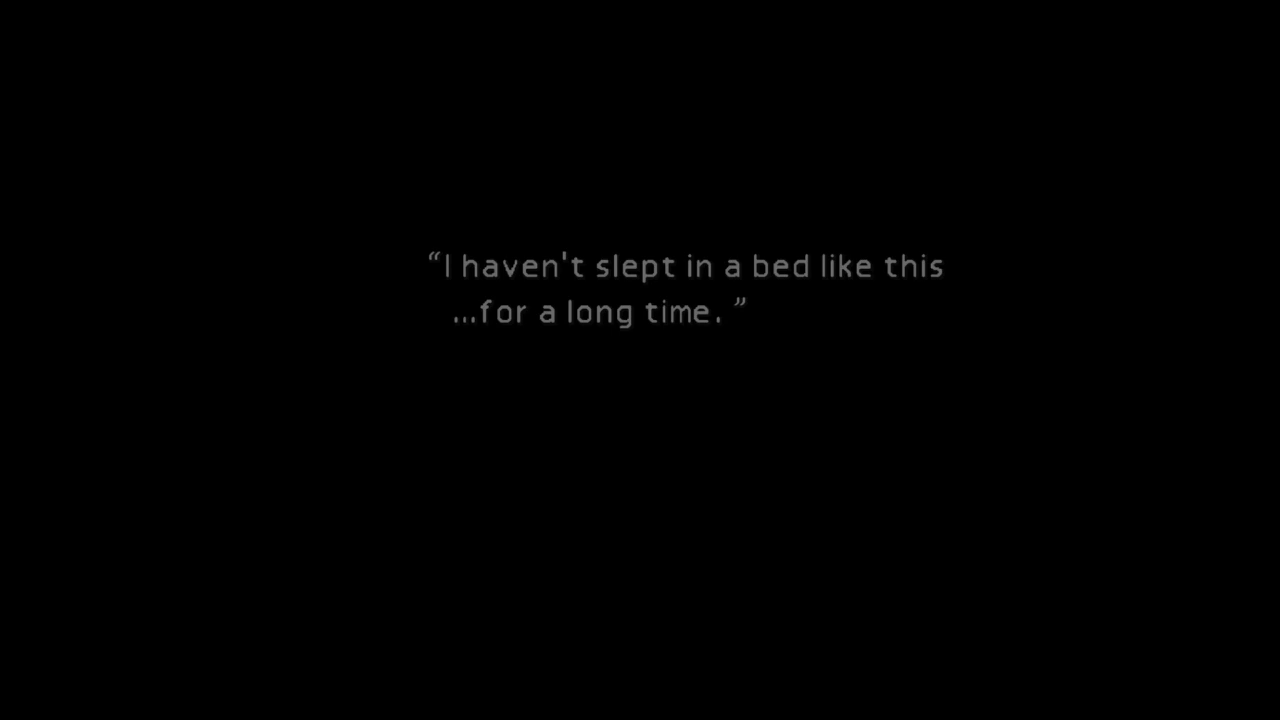 “I haven't slept in a bed like this
...for a long time. ”